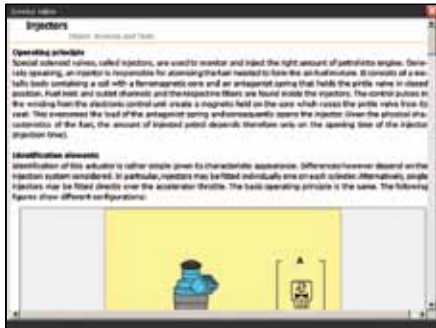 Injectors
Operating principle
Special solenoid valves, called injectors, are used to monitor and inject the right amount of petrol into engine. Gene-
rally speaking, an injector is responsible for atomising the fuel needed to form the air-fuel mixture. It consists of a me-
tallic body containing a coil with a ferromagnetic core and an antagonist spring that holds the pintle valve in closed
position. Fuel inlet and outlet channels and the respective filters are found inside the injectors. The control pulses in
the winding from the electronic control unit create a magnetic field on the core which raises the pintle valve from its
seat. This overcomes the load of the antagonist spring and consequently opens the injector. Given the physical cha-
racteristics of the fuel, the amount of injected petrol depends therefore only on the opening time of the injector
(injection time).
Identification elements
Identification of this actuator is rather simple given its characteristic appearance. Differences however depend on the
injection system considered. In particular, injectors may be fitted individually one on each cylinder. Alternatively, single
injectors may be fitted directly over the accelerator throttle. The basic operating principle is the same. The following
figures show different configurations:
A